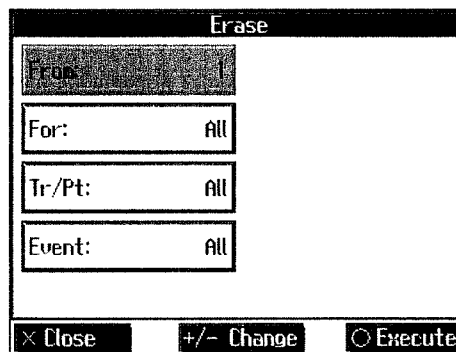 Erase
From: 1
For: All
Tr/Pt: All
Event: All
× Close +/- Change ○ Execute